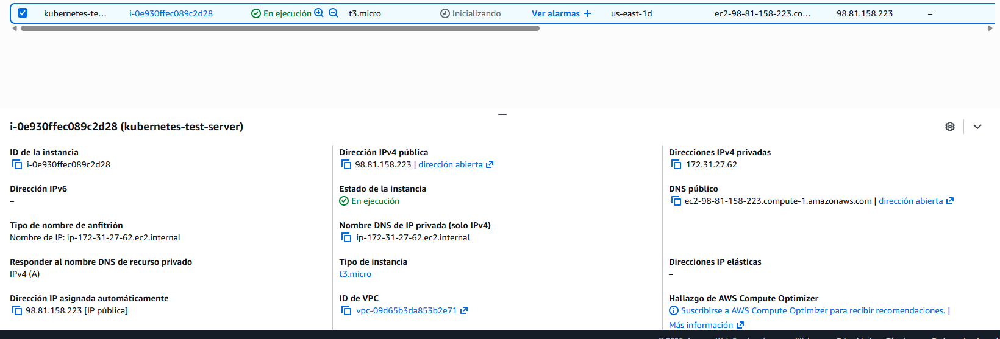 kubernetes-te... i-0e930ffec089c2d28 En ejecución t3.micro Inicializando Ver alarmas + us-east-1d ec2-98-81-158-223.co... 98.81.158.223 –
i-0e930ffec089c2d28 (kubernetes-test-server)
ID de la instancia
i-0e930ffec089c2d28
Dirección IPv4 pública
98.81.158.223 | dirección abierta
Direcciones IPv4 privadas
172.31.27.62
Dirección IPv6
–
Estado de la instancia
En ejecución
DNS público
ec2-98-81-158-223.compute-1.amazonaws.com | dirección abierta
Tipo de nombre de anfitrión
Nombre de IP: ip-172-31-27-62.ec2.internal
Nombre DNS de IP privada (solo IPv4)
ip-172-31-27-62.ec2.internal
Responder al nombre DNS de recurso privado
IPv4 (A)
Tipo de instancia
t3.micro
Direcciones IP elásticas
–
Dirección IP asignada automáticamente
98.81.158.223 [IP pública]
ID de VPC
vpc-09d65b3da853b2e71
Hallazgo de AWS Compute Optimizer
Suscribirse a AWS Compute Optimizer para recibir recomendaciones. |
Más información